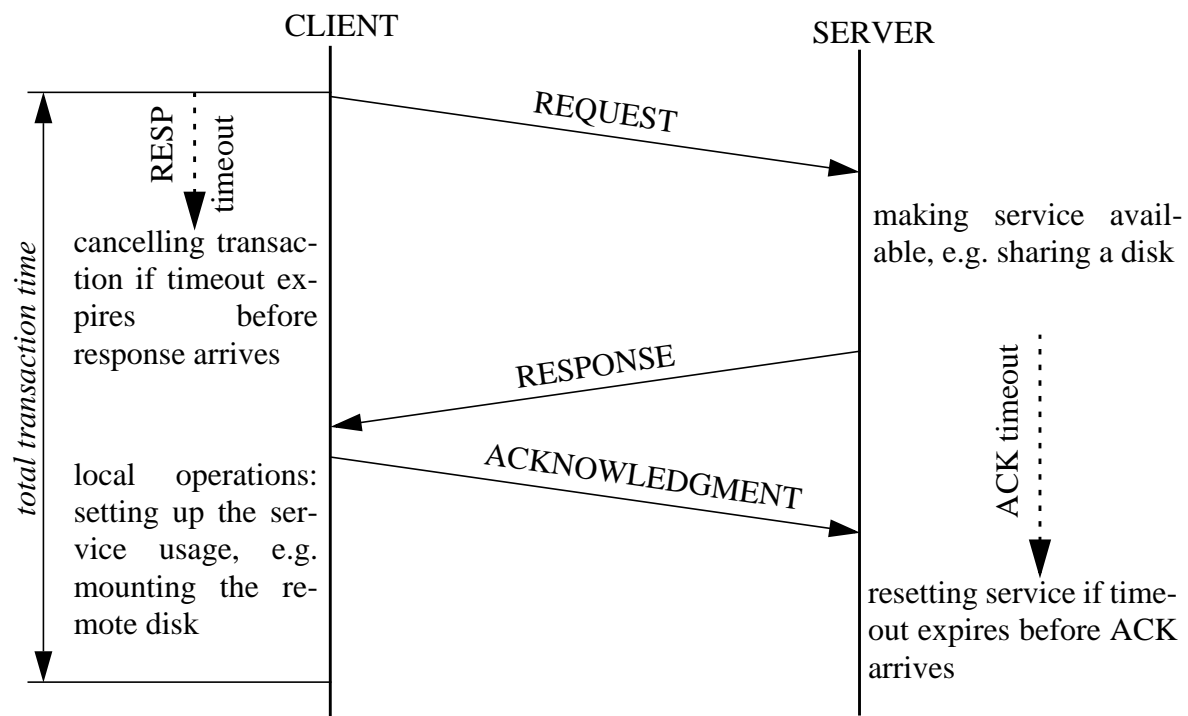 CLIENT
SERVER
REQUEST
RESP
timeout
total transaction time
cancelling transac-
tion if timeout ex-
pires before
response arrives
making service avail-
able, e.g. sharing a disk
RESPONSE
ACK timeout
ACKNOWLEDGMENT
local operations:
setting up the ser-
vice usage, e.g.
mounting the re-
mote disk
resetting service if time-
out expires before ACK
arrives